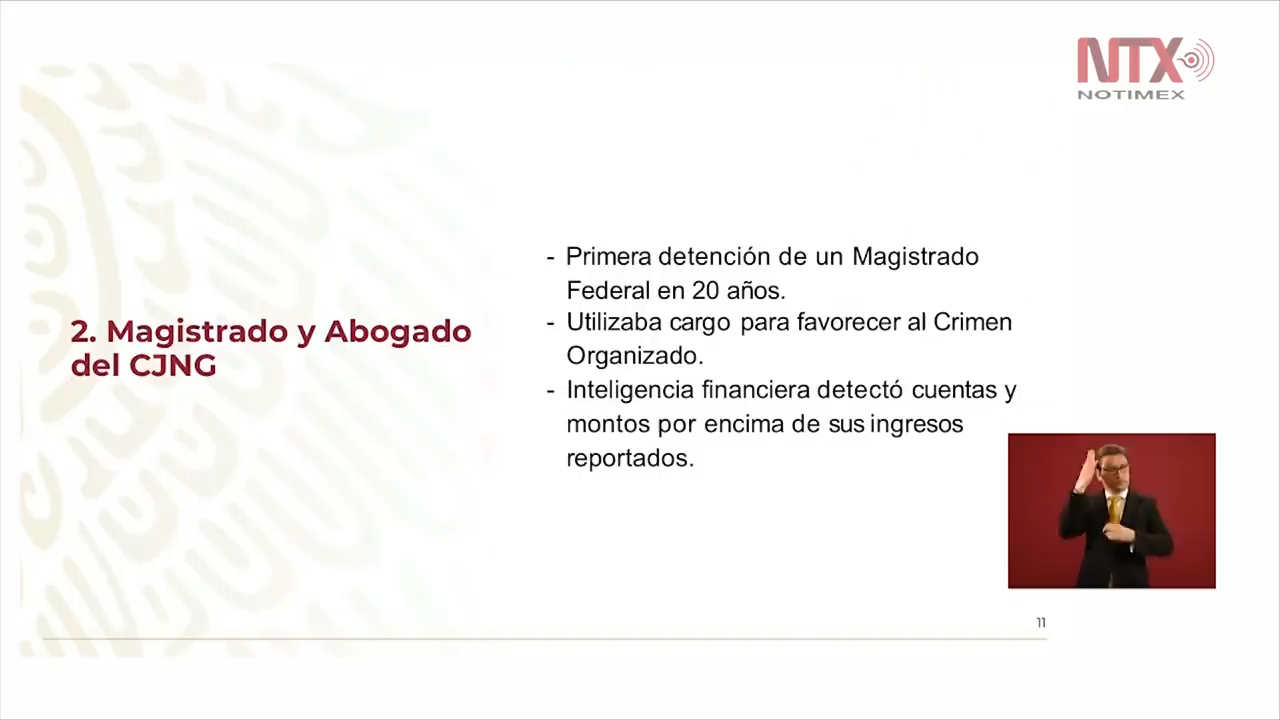 NTX
NOTIMEX
2. Magistrado y Abogado
del CJNG
- Primera detención de un Magistrado
Federal en 20 años.
- Utilizaba cargo para favorecer al Crimen
Organizado.
- Inteligencia financiera detectó cuentas y
montos por encima de sus ingresos
reportados.
11